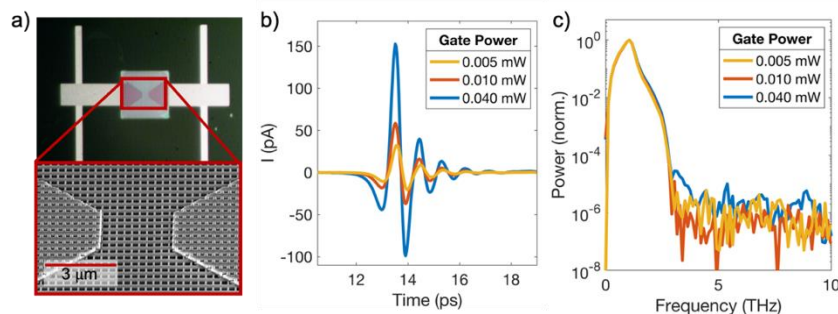 a)
3 μm
b)
I (pA)
150
100
50
0
-50
-100
12
14
16
18
Time (ps)
Gate Power
0.005 mW
0.010 mW
0.040 mW
c)
Power (norm.)
10⁰
10⁻²
10⁻⁴
10⁻⁶
10⁻⁸
0
5
10
Frequency (THz)
Gate Power
0.005 mW
0.010 mW
0.040 mW